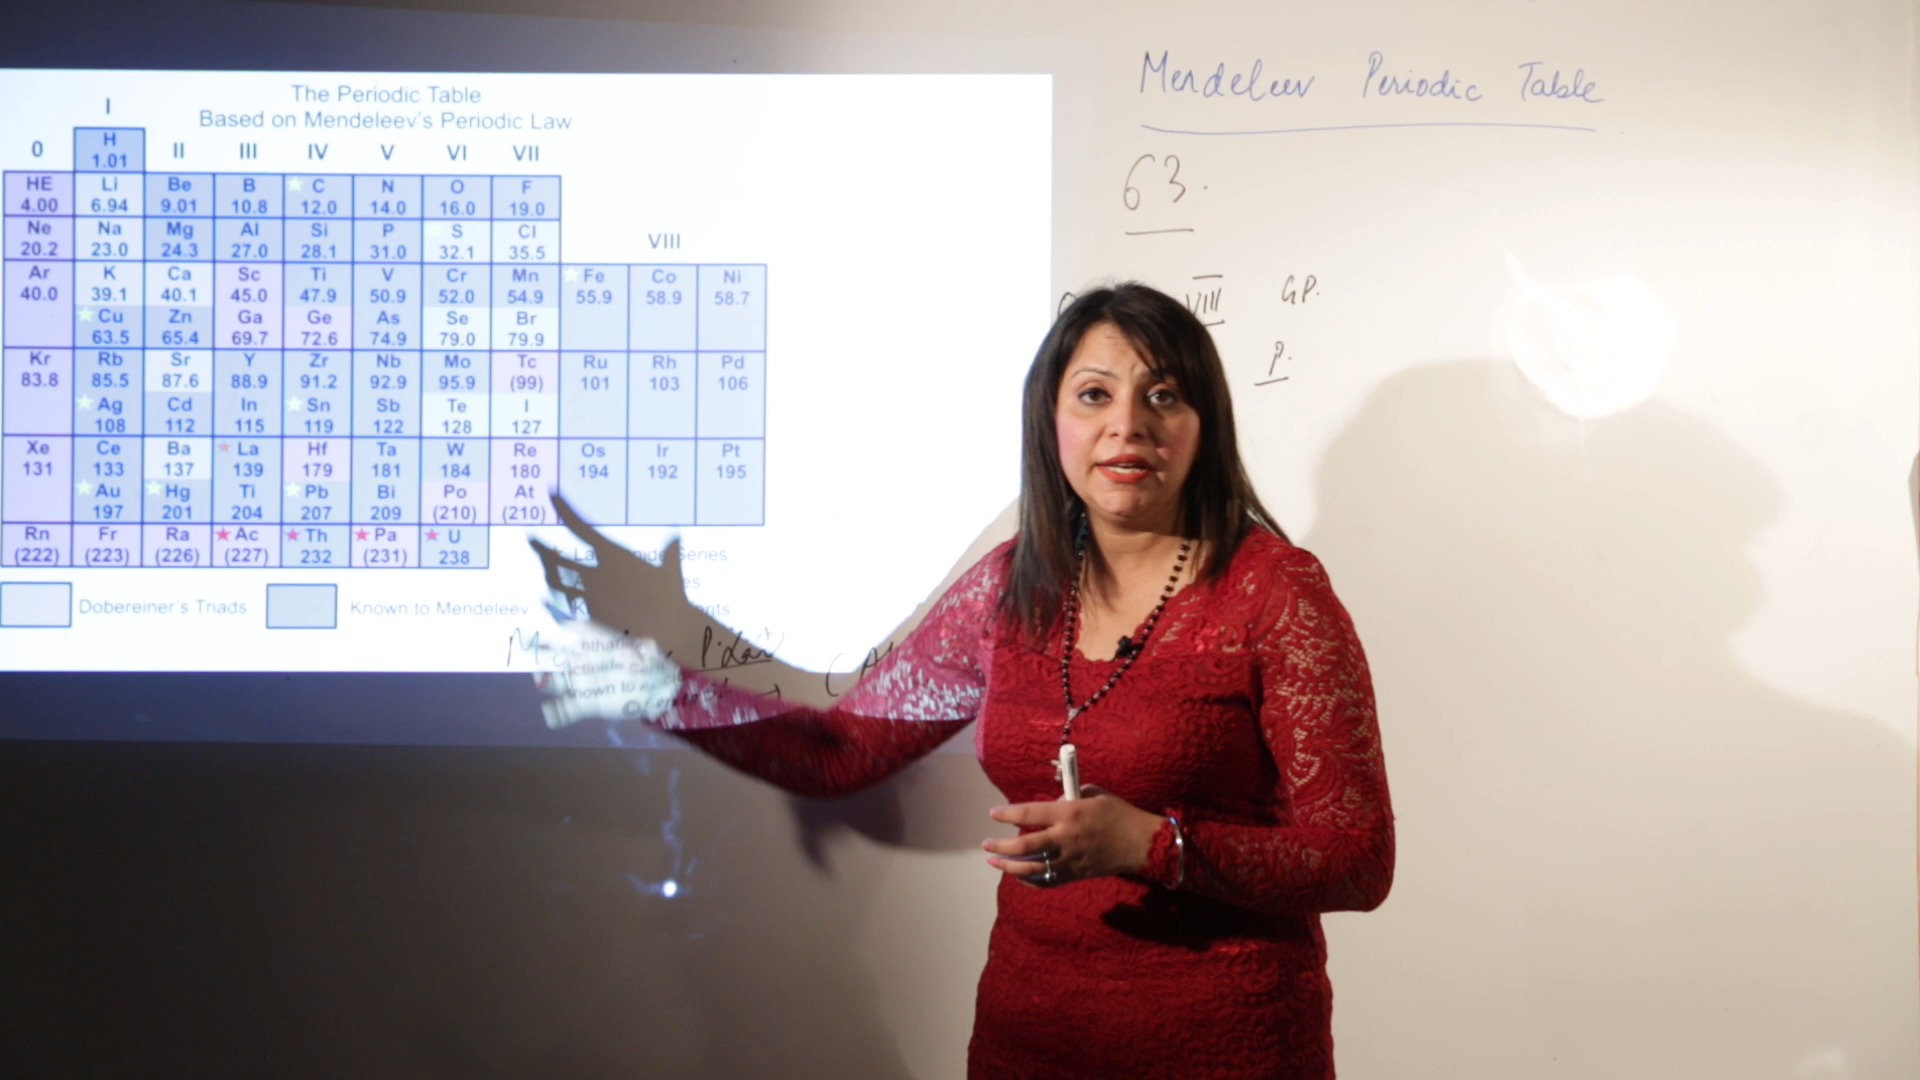 The Periodic Table
Based on Mendeleev's Periodic Law
I
0 H II III IV V VI VII
1.01
HE Li Be B C N O F
4.00 6.94 9.01 10.8 12.0 14.0 16.0 19.0
Ne Na Mg Al Si P S Cl VIII
20.2 23.0 24.3 27.0 28.1 31.0 32.1 35.5
Ar K Ca Sc Ti V Cr Mn Fe Co Ni
40.0 39.1 40.1 45.0 47.9 50.9 52.0 54.9 55.9 58.9 58.7
Cu Zn Ga Ge As Se Br
63.5 65.4 69.7 72.6 74.9 79.0 79.9
Kr Rb Sr Y Zr Nb Mo Tc Ru Rh Pd
83.8 85.5 87.6 88.9 91.2 92.9 95.9 (99) 101 103 106
Ag Cd In Sn Sb Te I
108 112 115 119 122 128 127
Xe Ce Ba La Hf Ta W Re Os Ir Pt
131 133 137 139 179 181 184 180 194 192 195
Au Hg Ti Pb Bi Po At
197 201 204 207 209 (210) (210)
Rn Fr Ra Ac Th Pa U
(222) (223) (226) (227) 232 (231) 238
Series
Dobereiner's Triads Known to Mendeleev
Mendeleev Periodic Table
63.
VIII GP.
P.